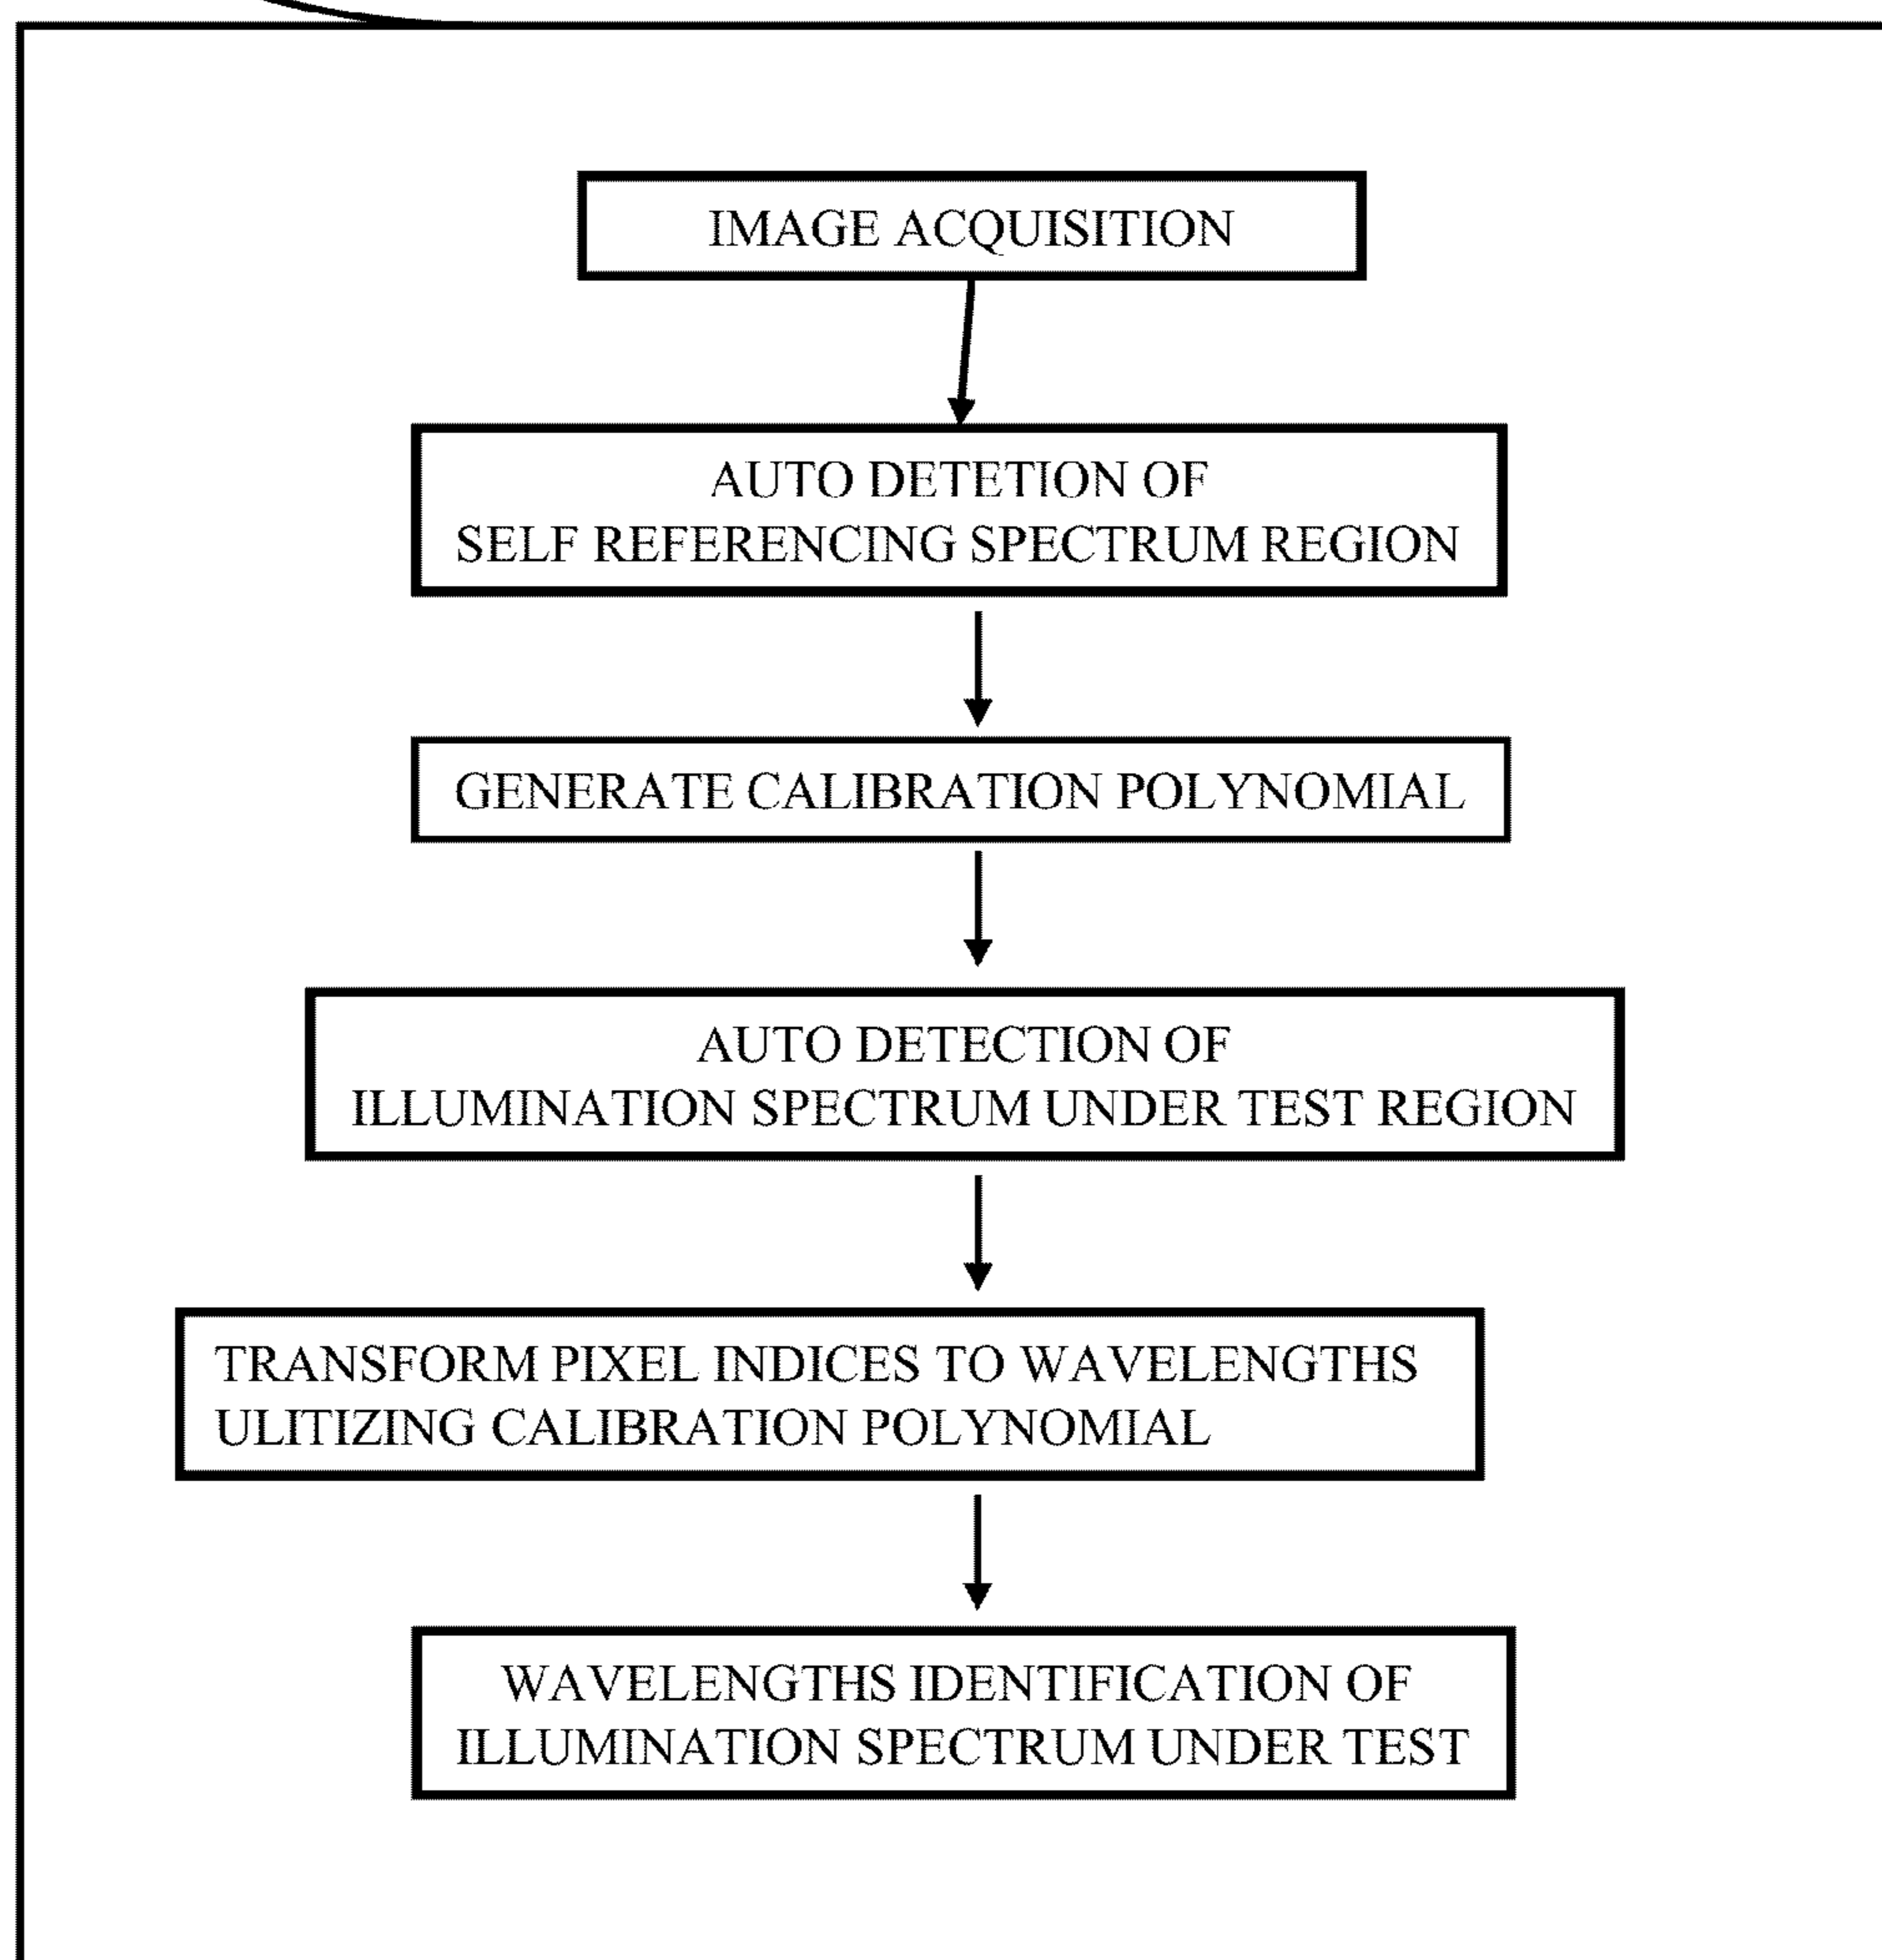 IMAGE ACQUISITION
AUTO DETETION OF
SELF REFERENCING SPECTRUM REGION
GENERATE CALIBRATION POLYNOMIAL
AUTO DETECTION OF
ILLUMINATION SPECTRUM UNDER TEST REGION
TRANSFORM PIXEL INDICES TO WAVELENGTHS
ULITIZING CALIBRATION POLYNOMIAL
WAVELENGTHS IDENTIFICATION OF
ILLUMINATION SPECTRUM UNDER TEST